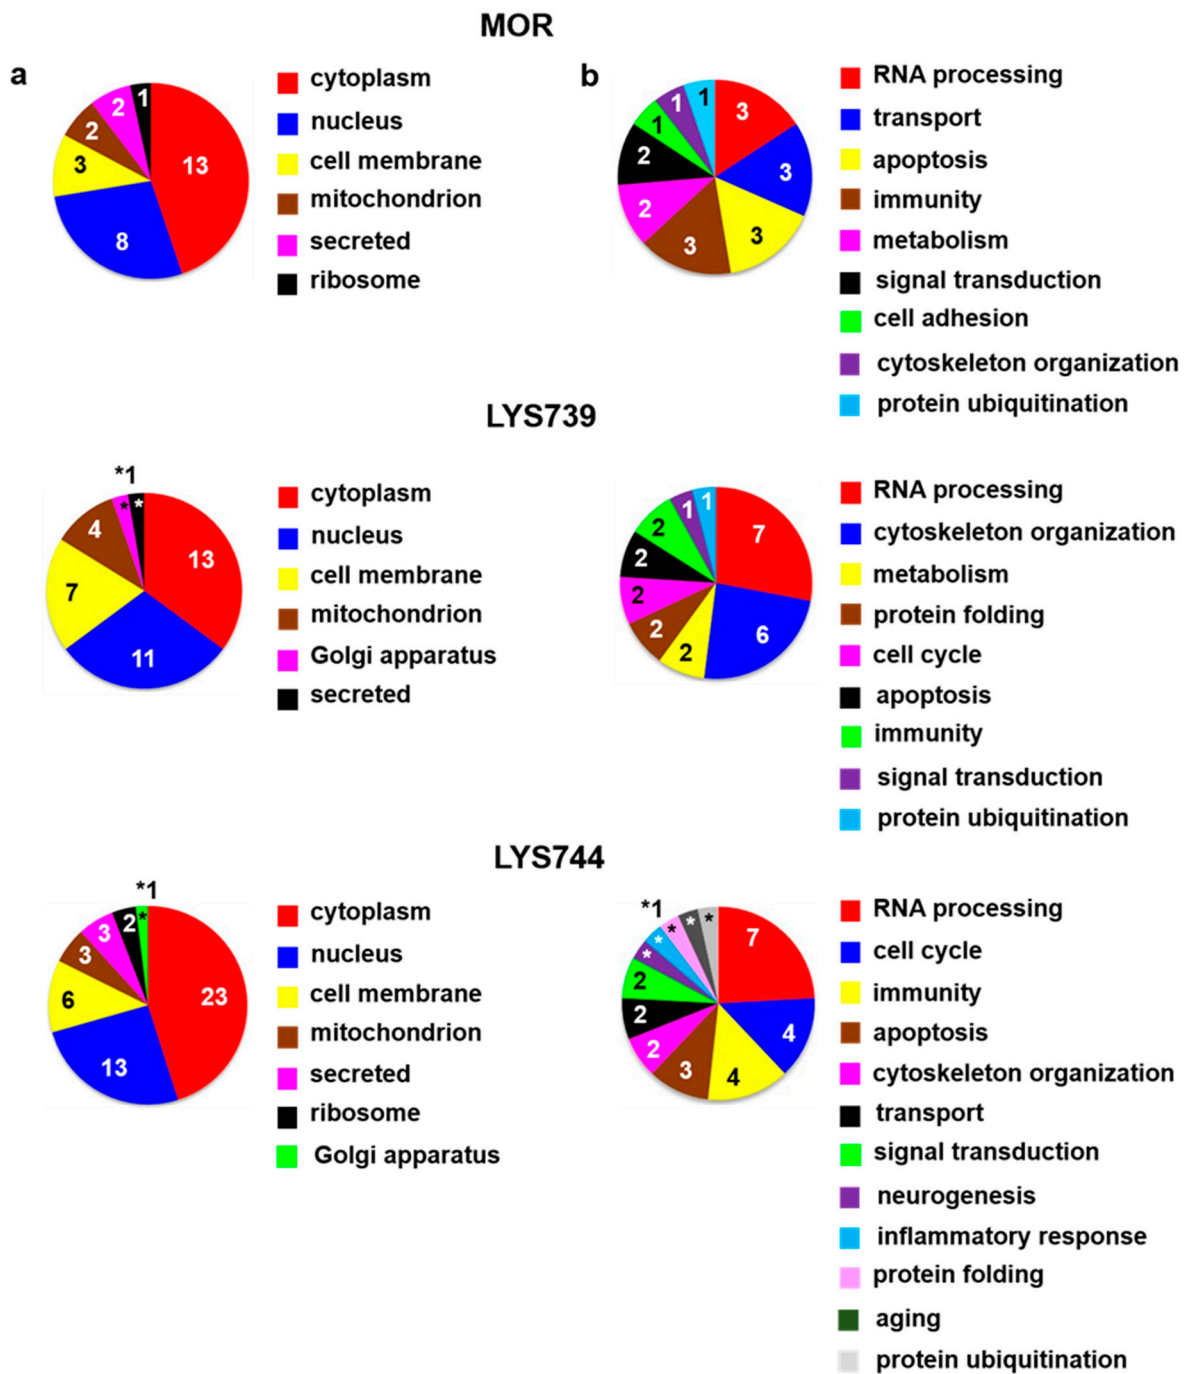 MOR
a
1
2
2
3
8
13
cytoplasm
nucleus
cell membrane
mitochondrion
secreted
ribosome
b
1
1
1
2
2
3
3
3
3
RNA processing
transport
apoptosis
immunity
metabolism
signal transduction
cell adhesion
cytoskeleton organization
protein ubiquitination
LYS739
*1
*
*
4
7
11
13
cytoplasm
nucleus
cell membrane
mitochondrion
Golgi apparatus
secreted
1
1
2
2
2
2
2
6
7
RNA processing
cytoskeleton organization
metabolism
protein folding
cell cycle
apoptosis
immunity
signal transduction
protein ubiquitination
LYS744
*1
*
2
3
3
6
13
23
cytoplasm
nucleus
cell membrane
mitochondrion
secreted
ribosome
Golgi apparatus
*1
*
*
*
*
*
2
2
2
3
4
4
7
RNA processing
cell cycle
immunity
apoptosis
cytoskeleton organization
transport
signal transduction
neurogenesis
inflammatory response
protein folding
aging
protein ubiquitination